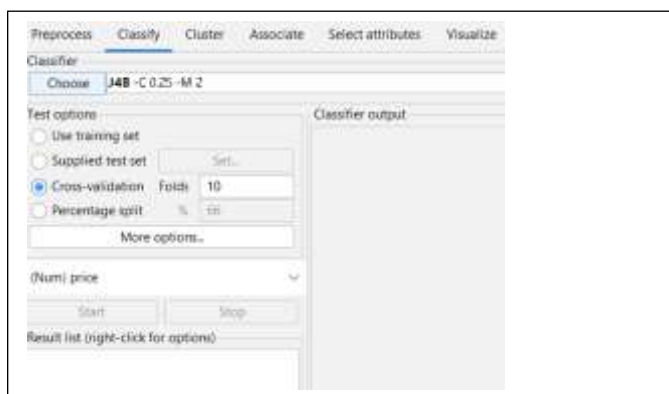 Preprocess Classify Cluster Associate Select attributes Visualize
Classifier
Choose J48 -C 0.25 -M 2
Test options
Use training set
Supplied test set Set...
Cross-validation Folds 10
Percentage split % 66
More options...
(Num) price
Start Stop
Result list (right-click for options)
Classifier output